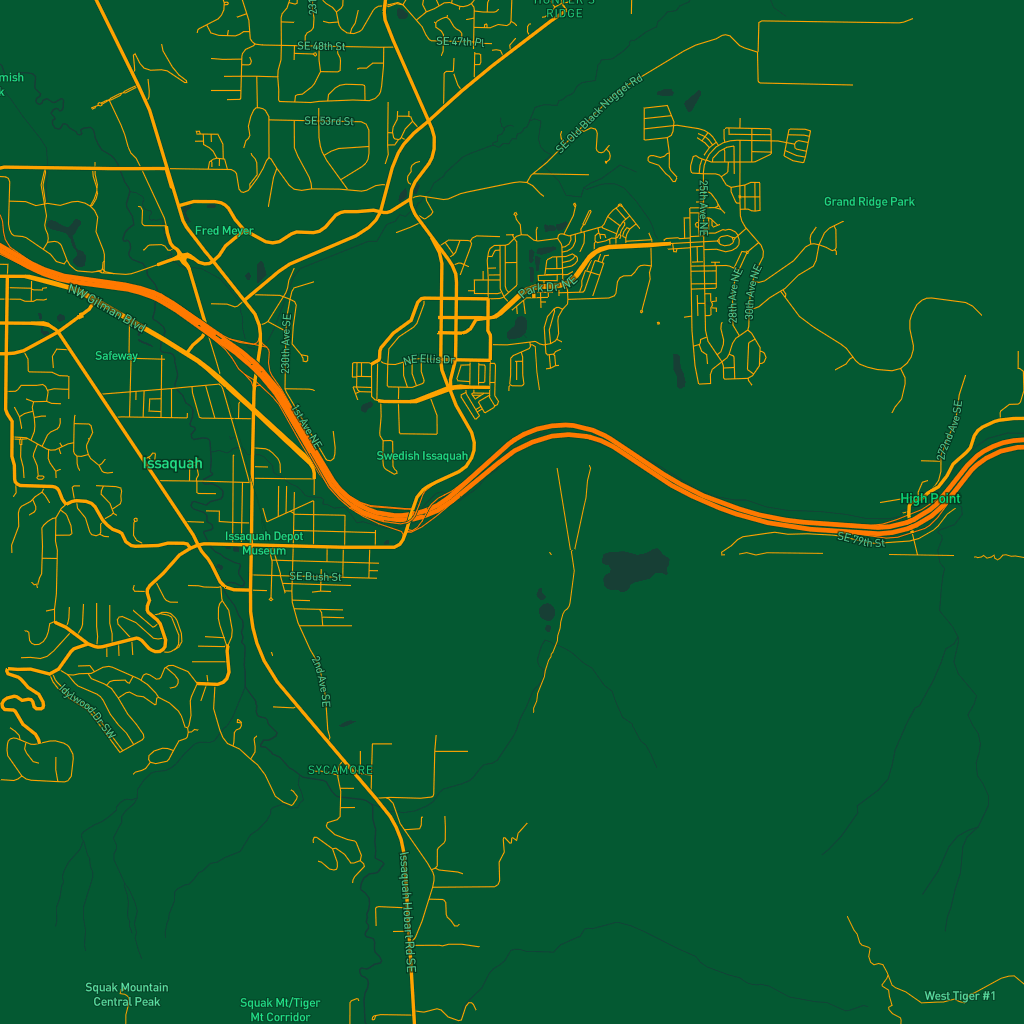 HUNTER'S
RIDGE
231
SE 48th St
SE 47th Pl
mish
k
SE Old Black Nugget Rd
SE 53rd St
25th Ave NE
Grand Ridge Park
Fred Meyer
Park Dr NE
28th Ave NE
30th Ave NE
NW Gilman Blvd
230th Ave SE
Safeway
NE Ellis Dr
1st Ave NE
272nd Ave SE
Issaquah
Swedish Issaquah
High Point
Issaquah Depot
Museum
SE 79th St
SE Bush St
2nd Ave SE
Idylwood Dr SW
SYCAMORE
Issaquah Hobart Rd SE
Squak Mountain
Central Peak
Squak Mt/Tiger
Mt Corridor
West Tiger #1